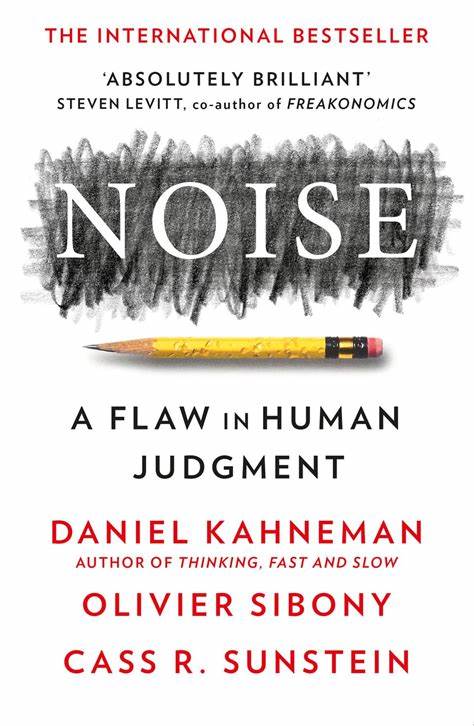 THE INTERNATIONAL BESTSELLER
'ABSOLUTELY BRILLIANT'
STEVEN LEVITT, co-author of FREAKONOMICS
NOISE
A FLAW IN HUMAN
JUDGMENT
DANIEL KAHNEMAN
AUTHOR OF THINKING, FAST AND SLOW
OLIVIER SIBONY
CASS R. SUNSTEIN